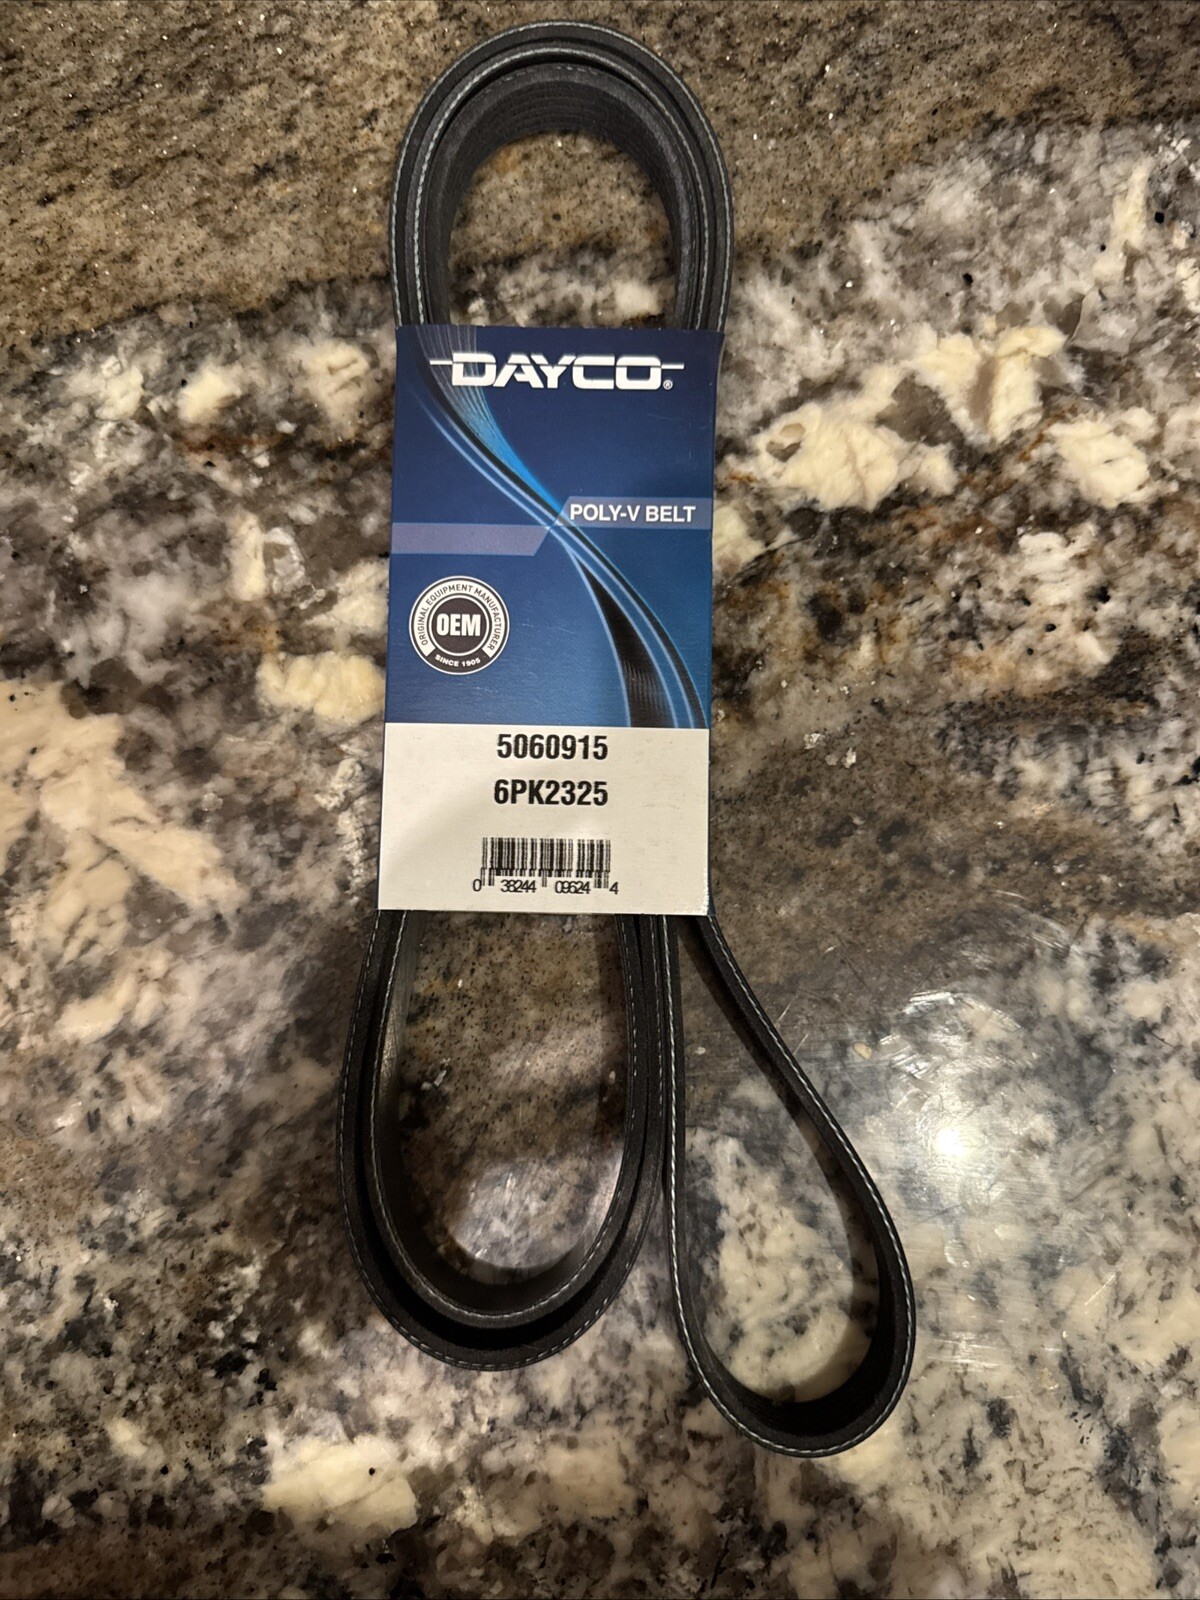 DAYCO®
POLY-V BELT
ORIGINAL EQUIPMENT MANUFACTURER
OEM
SINCE 1905
5060915
6PK2325
0 38244 09624 4